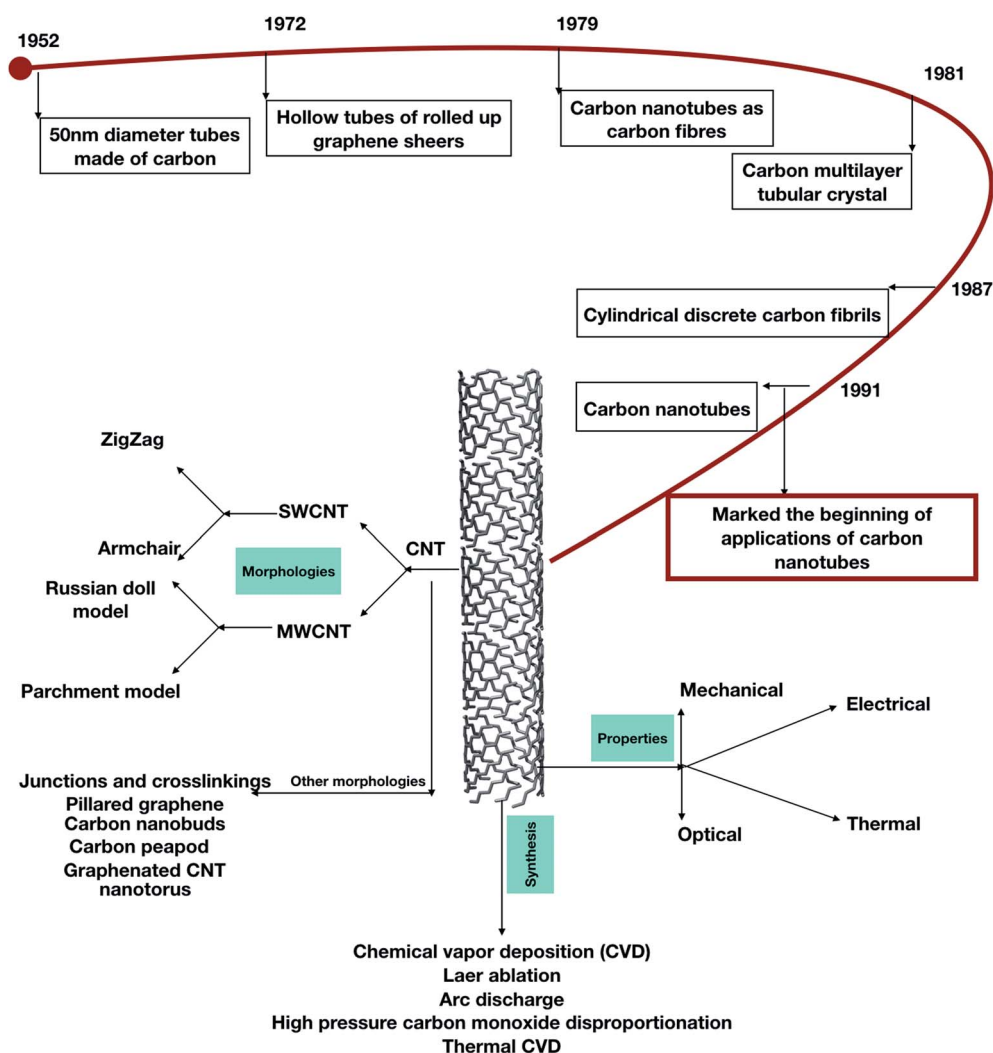 1952
1972
1979
1981
50nm diameter tubes
made of carbon
Hollow tubes of rolled up
graphene sheers
Carbon nanotubes as
carbon fibres
Carbon multilayer
tubular crystal
1987
Cylindrical discrete carbon fibrils
1991
Carbon nanotubes
Marked the beginning of
applications of carbon
nanotubes
ZigZag
SWCNT
Armchair
Morphologies
CNT
Russian doll
model
MWCNT
Parchment model
Other morphologies
Junctions and crosslinkings
Pillared graphene
Carbon nanobuds
Carbon peapod
Graphenated CNT
nanotorus
Properties
Mechanical
Electrical
Optical
Thermal
Synthesis
Chemical vapor deposition (CVD)
Laer ablation
Arc discharge
High pressure carbon monoxide disproportionation
Thermal CVD